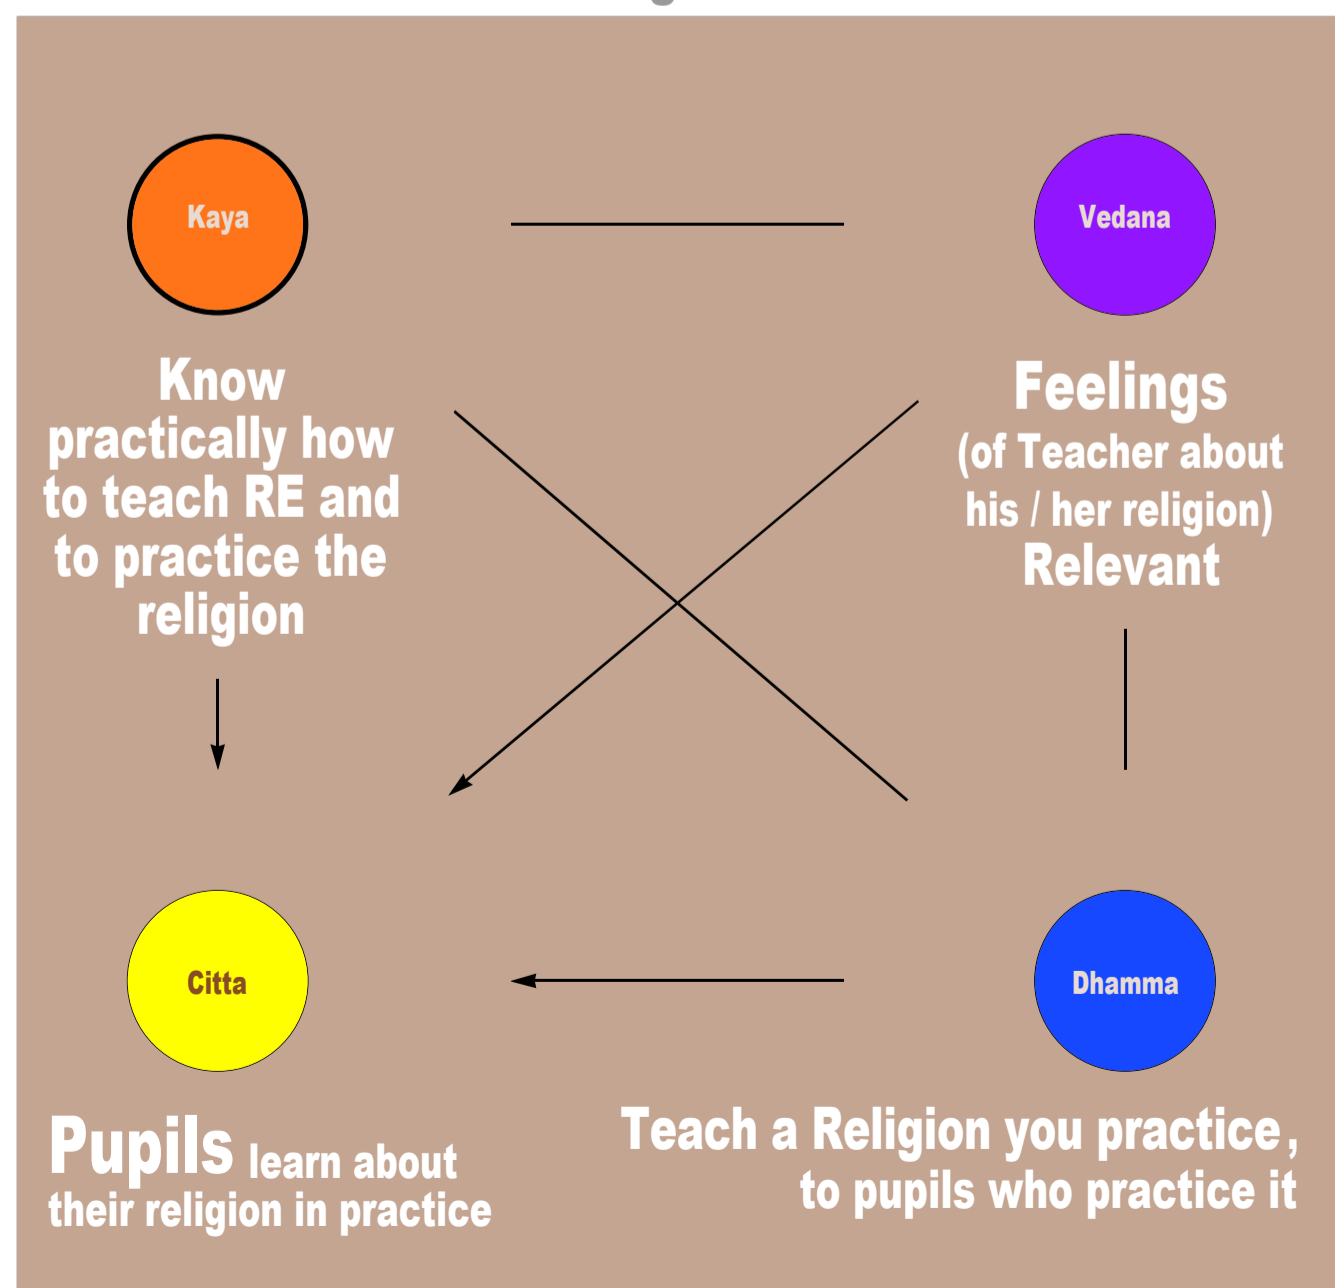 Kaya
Vedana
Know
practically how
to teach RE and
to practice the
religion
Feelings
(of Teacher about
his / her religion)
Relevant
Citta
Dhamma
Pupils learn about
their religion in practice
Teach a Religion you practice,
to pupils who practice it